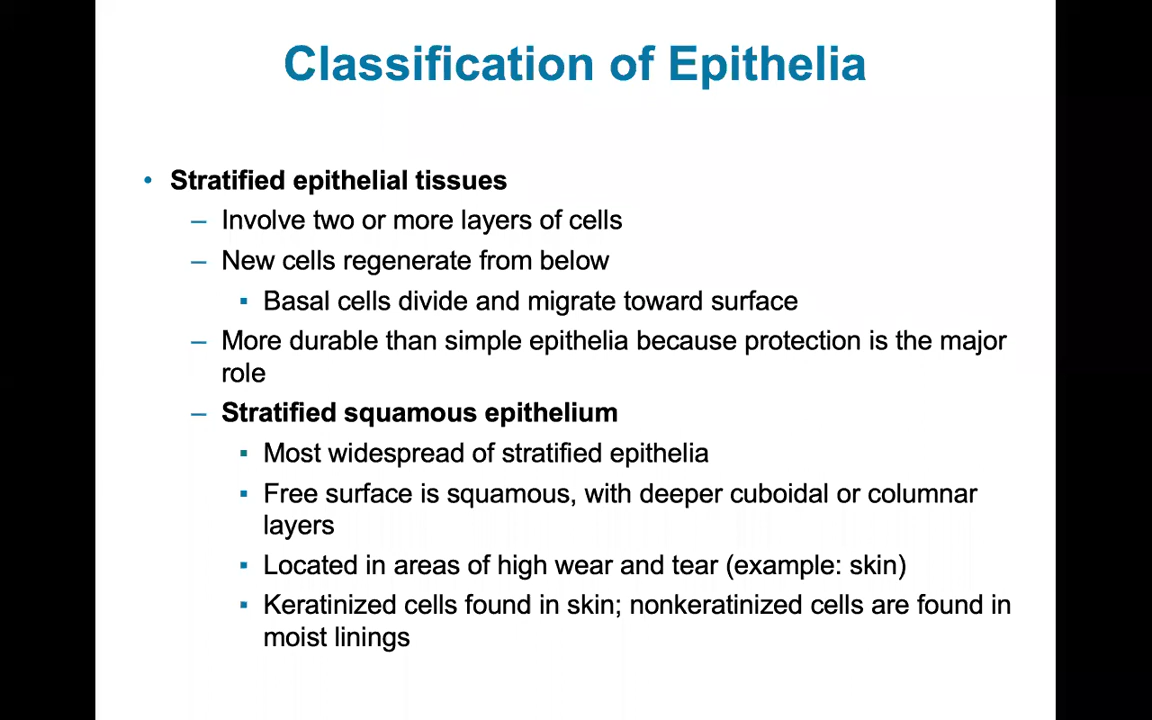 Classification of Epithelia
• Stratified epithelial tissues
– Involve two or more layers of cells
– New cells regenerate from below
▪ Basal cells divide and migrate toward surface
– More durable than simple epithelia because protection is the major
role
– Stratified squamous epithelium
▪ Most widespread of stratified epithelia
▪ Free surface is squamous, with deeper cuboidal or columnar
layers
▪ Located in areas of high wear and tear (example: skin)
▪ Keratinized cells found in skin; nonkeratinized cells are found in
moist linings